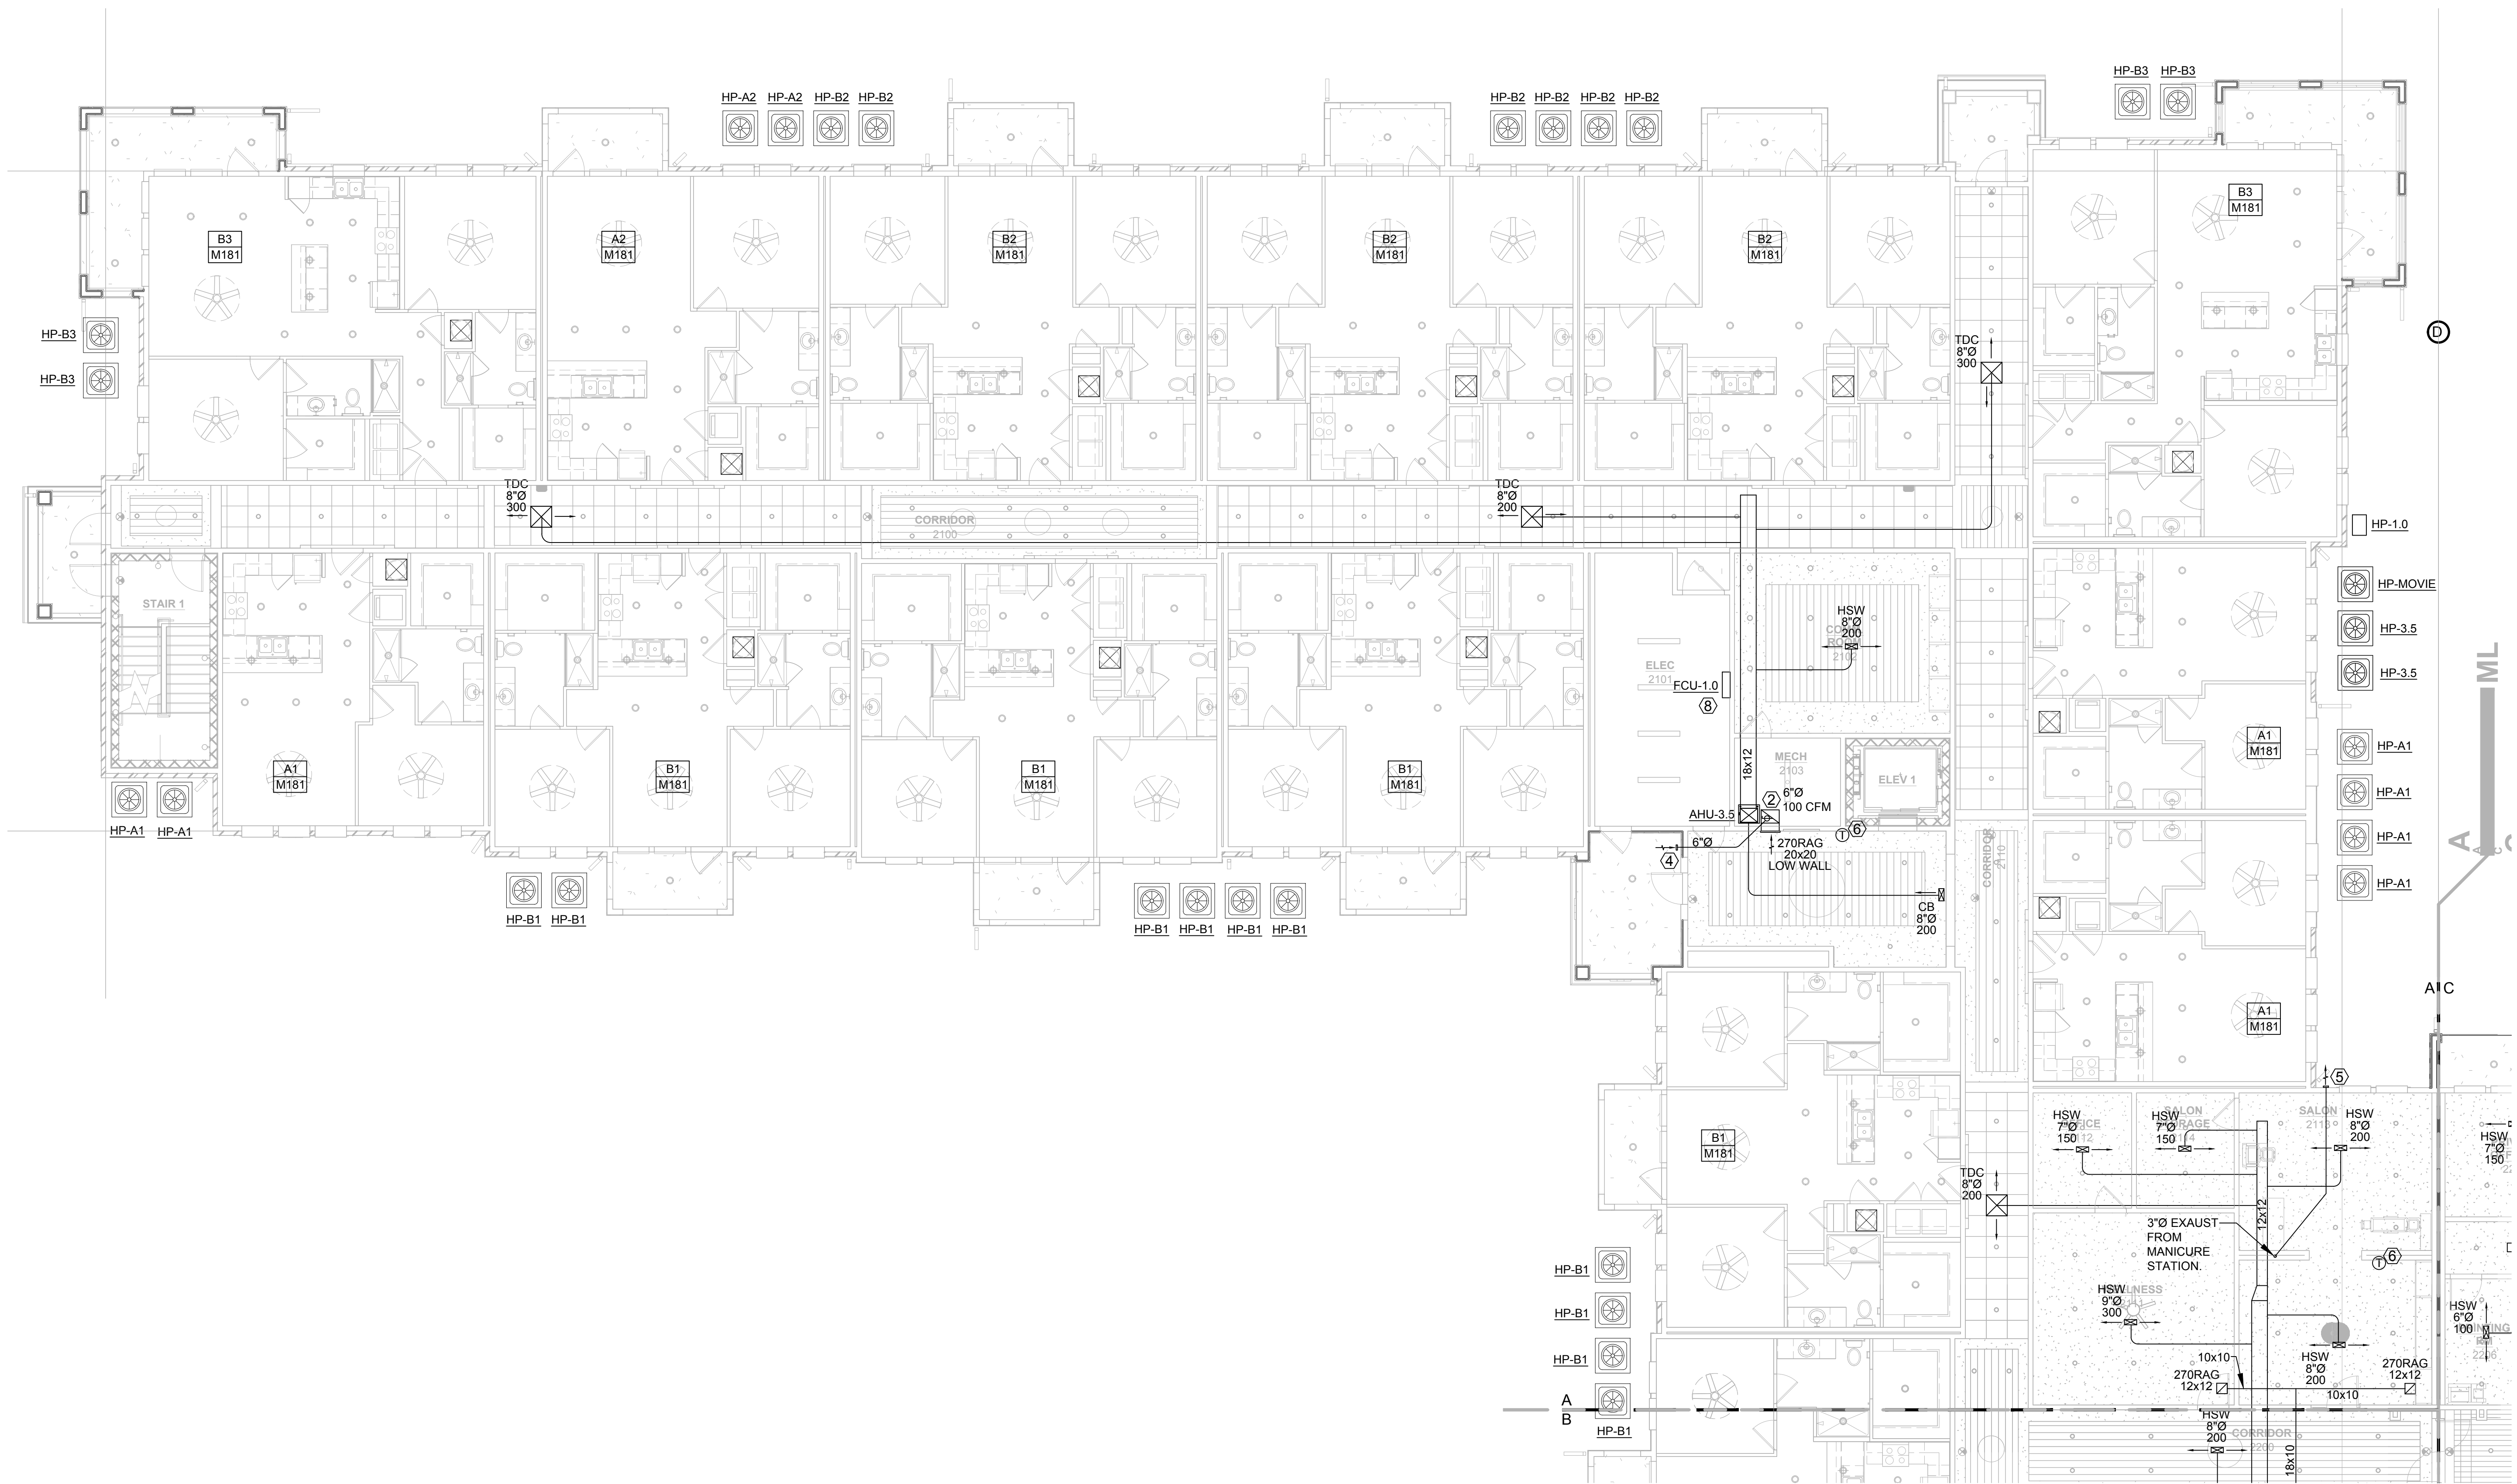 HP-B3 HP-B3
HP-A2 HP-A2 HP-B2 HP-B2
HP-B2 HP-B2 HP-B2 HP-B2
B3
M181
A2
M181
B2
M181
B2
M181
B2
M181
B3
M181
HP-B3
HP-B3
TDC
8"Ø
300
D
TDC
8"Ø
300
TDC
8"Ø
200
CORRIDOR
2100
HP-1.0
HP-MOVIE
HP-3.5
HP-3.5
STAIR 1
HSW
8"Ø
200
ROOM
2102
ELEC
2101
FCU-1.0
8
ML
A
A1
M181
B1
M181
B1
M181
B1
M181
18x12
MECH
2103
ELEV 1
A1
M181
HP-A1
HP-A1
HP-A1
HP-A1
HP-A1 HP-A1
2
6"Ø
100 CFM
AHU-3.5
T
6
6"Ø
4
270RAG
20x20
LOW WALL
CORRIDOR
2110
CB
8"Ø
200
HP-B1 HP-B1
HP-B1 HP-B1 HP-B1 HP-B1
A C
A1
M181
5
B1
M181
HSW
7"Ø
150
HSW
7"Ø
150
SALON
SALON
2113
HSW
8"Ø
200
HSW
7"Ø
150
TDC
8"Ø
200
12x12
3"Ø EXAUST
FROM
MANICURE
STATION.
T
6
HP-B1
HP-B1
HP-B1
HP-B1
HSW
9"Ø
300
HSW
6"Ø
100
2206
10x10
270RAG
12x12
HSW
8"Ø
200
10x10
270RAG
12x12
A
B
HSW
8"Ø
200
CORRIDOR
2200
18x10